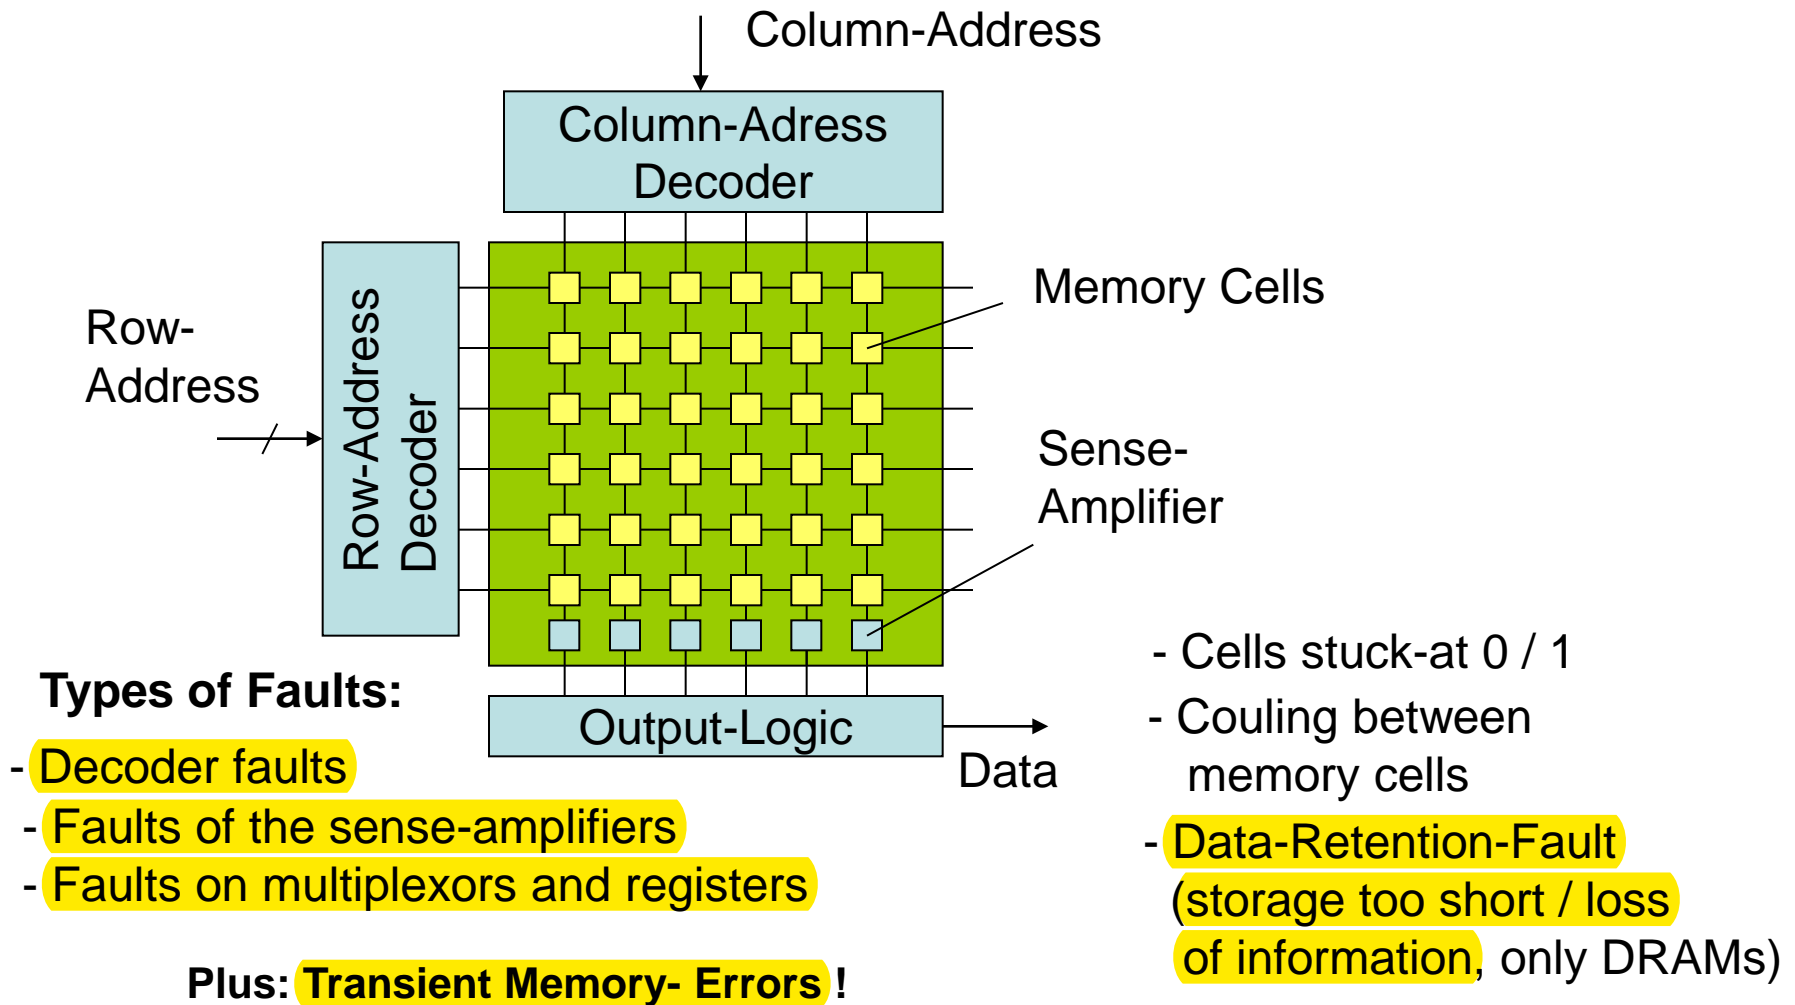 Column-Address
Column-Adress
Decoder
Row-Address
Decoder
Row-
Address
Memory Cells
Sense-
Amplifier
Output-Logic
Data
Types of Faults:
- Decoder faults
- Faults of the sense-amplifiers
- Faults on multiplexors and registers
Plus: Transient Memory- Errors !
- Cells stuck-at 0 / 1
- Couling between
memory cells
- Data-Retention-Fault
(storage too short / loss
of information, only DRAMs)